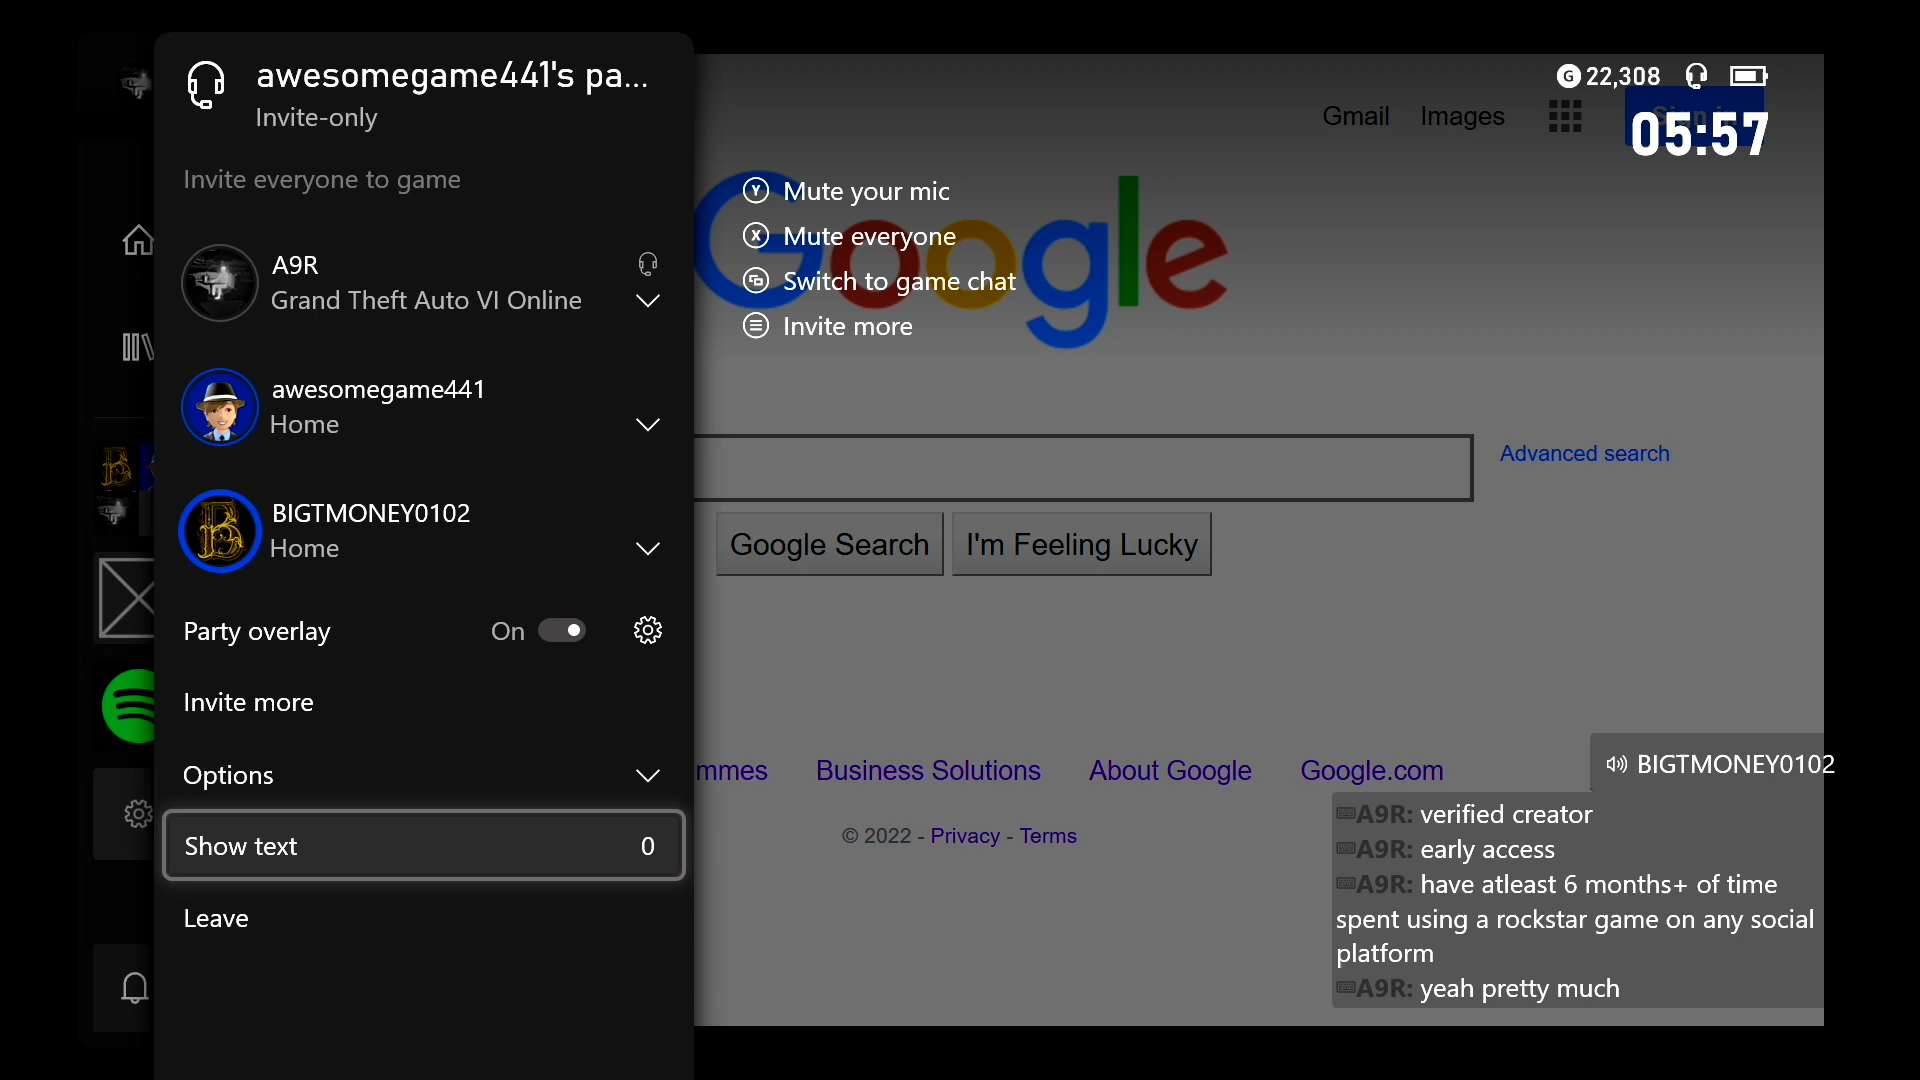 awesomegame441's pa...
Invite-only
Invite everyone to game
A9R
Grand Theft Auto VI Online
awesomegame441
Home
BIGTMONEY0102
Home
Party overlay On
Invite more
Options
Show text 0
Leave
G 22,308
Gmail Images
05:57
Google
Y Mute your mic
X Mute everyone
Switch to game chat
Invite more
Advanced search
Google Search I'm Feeling Lucky
mmes Business Solutions About Google Google.com
© 2022 - Privacy - Terms
BIGTMONEY0102
A9R: verified creator
A9R: early access
A9R: have atleast 6 months+ of time
spent using a rockstar game on any social
platform
A9R: yeah pretty much